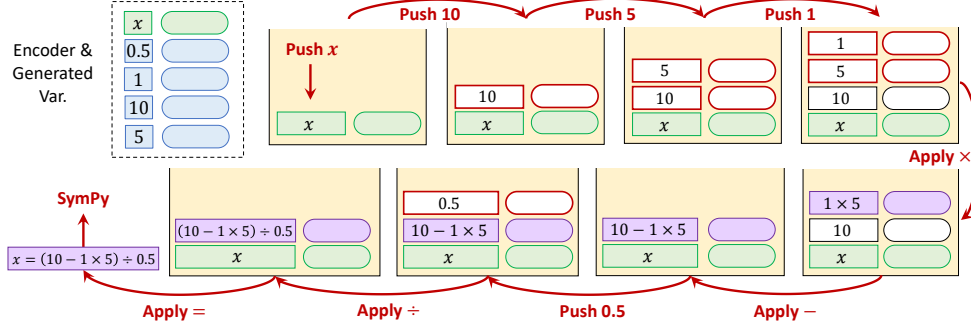 Encoder &
Generated
Var.
x
0.5
1
10
5
Push x
x
Push 10
10
x
Push 5
5
10
x
Push 1
1
5
10
x
Apply ×
1 × 5
10
x
Apply −
10 − 1 × 5
x
Push 0.5
0.5
10 − 1 × 5
x
Apply ÷
(10 − 1 × 5) ÷ 0.5
x
Apply =
x = (10 − 1 × 5) ÷ 0.5
SymPy